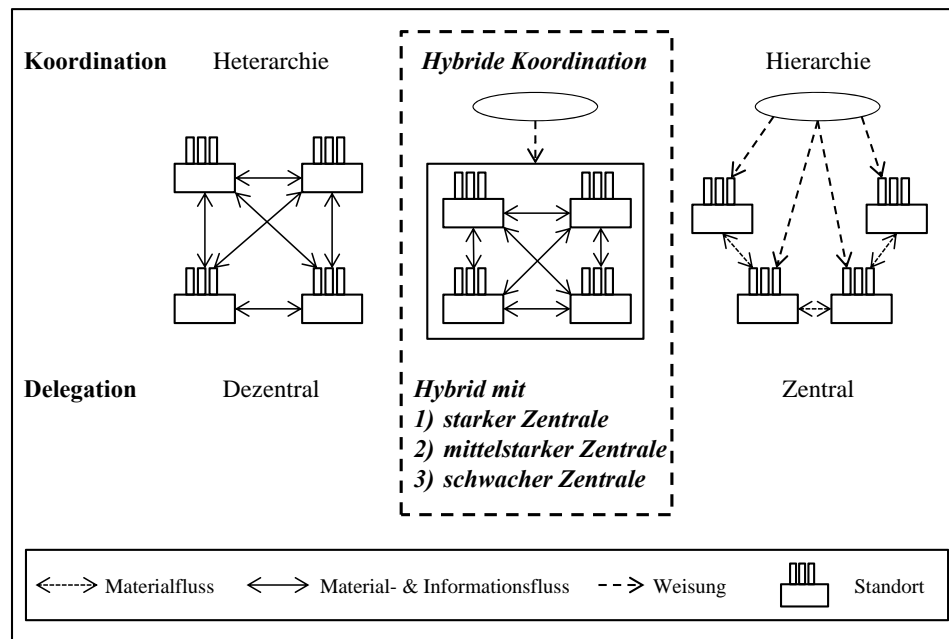 Koordination Heterarchie Hybride Koordination Hierarchie
Delegation Dezentral Hybrid mit Zentral
1) starker Zentrale
2) mittelstarker Zentrale
3) schwacher Zentrale
Materialfluss Material- & Informationsfluss Weisung Standort